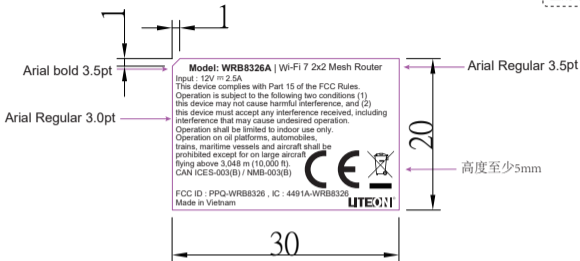 1
1
Arial bold 3.5pt
Model: WRB8326A | Wi-Fi 7 2x2 Mesh Router
Arial Regular 3.5pt
Input : 12V ⎓ 2.5A
This device complies with Part 15 of the FCC Rules.
Operation is subject to the following two conditions (1)
this device may not cause harmful interference, and (2)
Arial Regular 3.0pt
this device must accept any interference received, including
interference that may cause undesired operation.
Operation shall be limited to indoor use only.
Operation on oil platforms, automobiles,
trains, maritime vessels and aircraft shall be
prohibited except for on large aircraft
flying above 3,048 m (10,000 ft).
CAN ICES-003(B) / NMB-003(B)
CE
20
高度至少5mm
FCC ID : PPQ-WRB8326 , IC : 4491A-WRB8326
Made in Vietnam
LITEON
30